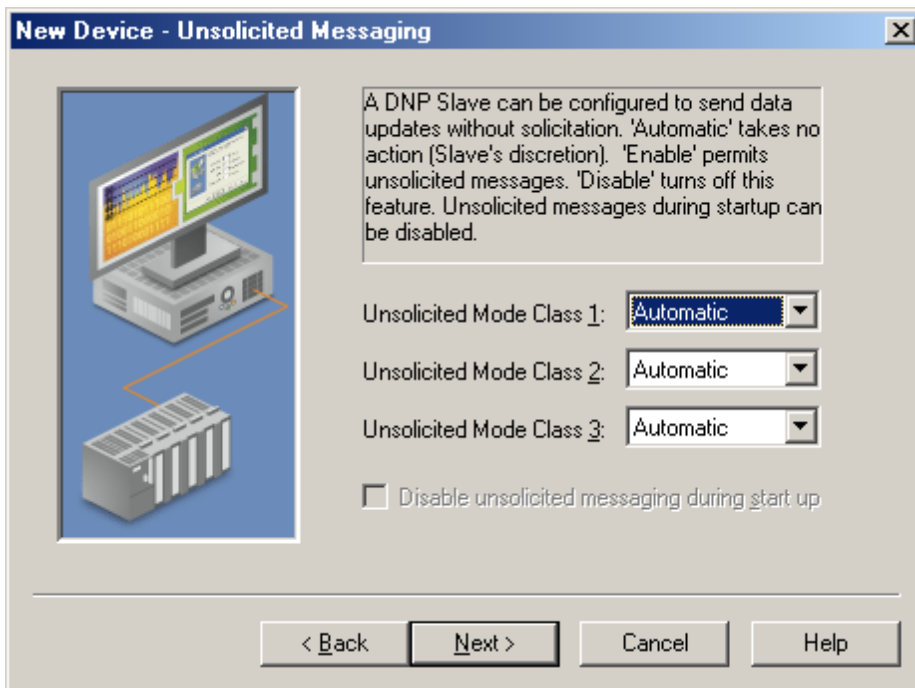 New Device - Unsolicited Messaging
A DNP Slave can be configured to send data
updates without solicitation. 'Automatic' takes no
action (Slave's discretion). 'Enable' permits
unsolicited messages. 'Disable' turns off this
feature. Unsolicited messages during startup can
be disabled.
Unsolicited Mode Class 1: Automatic
Unsolicited Mode Class 2: Automatic
Unsolicited Mode Class 3: Automatic
Disable unsolicited messaging during start up
< Back Next > Cancel Help